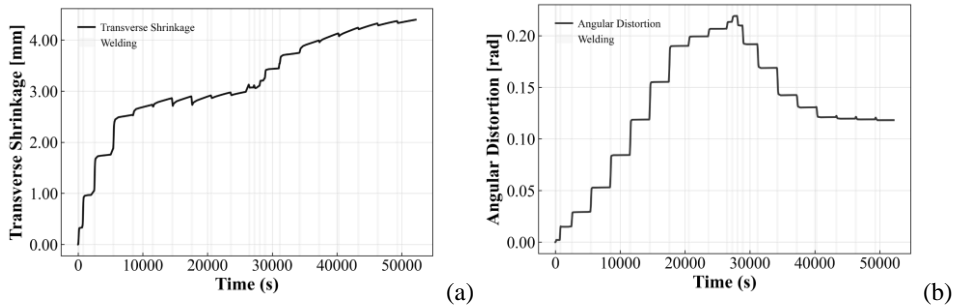 Transverse Shrinkage [mm]
4.00
3.00
2.00
1.00
0.00
Transverse Shrinkage
Welding
0 10000 20000 30000 40000 50000
Time (s)
(a)
Angular Distortion [rad]
0.20
0.15
0.10
0.05
0.00
Angular Distortion
Welding
0 10000 20000 30000 40000 50000
Time (s)
(b)